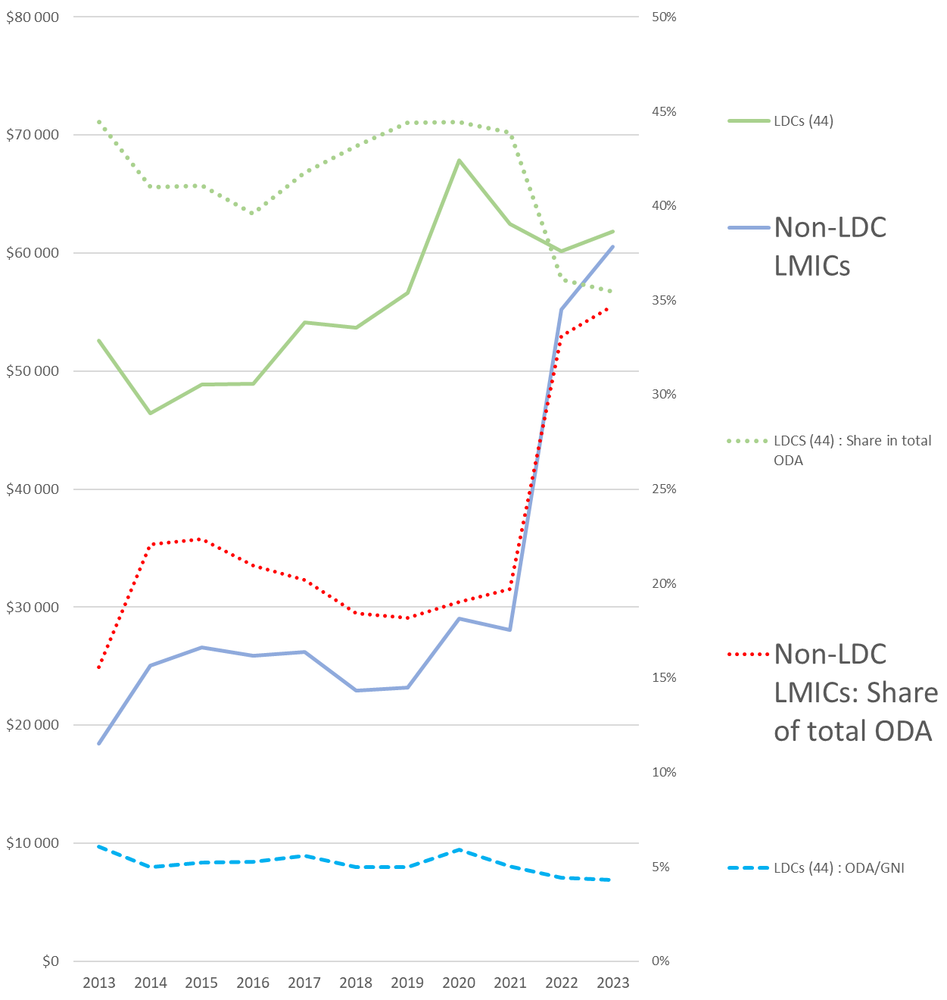 $80 000
$70 000
$60 000
$50 000
$40 000
$30 000
$20 000
$10 000
$0
50%
45%
40%
35%
30%
25%
20%
15%
10%
5%
0%
2013 2014 2015 2016 2017 2018 2019 2020 2021 2022 2023
LDCs (44)
Non-LDC
LMICs
LDCS (44) : Share in total
ODA
Non-LDC
LMICs: Share
of total ODA
LDCs (44) : ODA/GNI